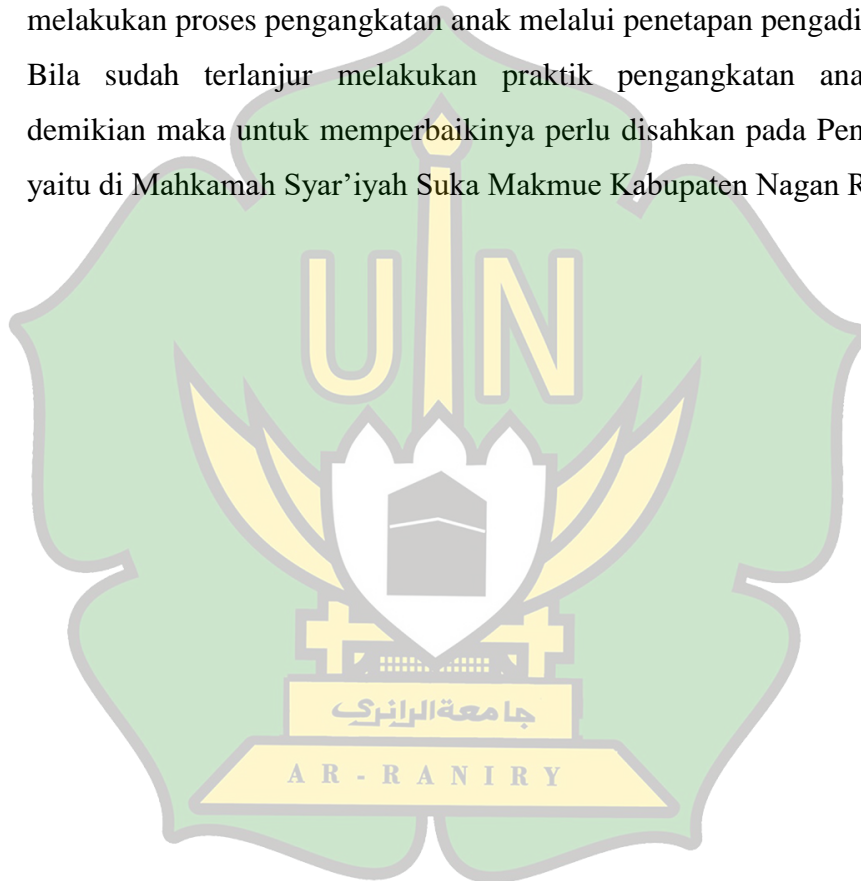 melakukan proses pengangkatan anak melalui penetapan pengadi
Bila sudah terlanjur melakukan praktik pengangkatan ana
demikian maka untuk memperbaikinya perlu disahkan pada Pen
yaitu di Mahkamah Syar’iyah Suka Makmue Kabupaten Nagan R
UIN
جامعةالرانري
AR-RANIRY